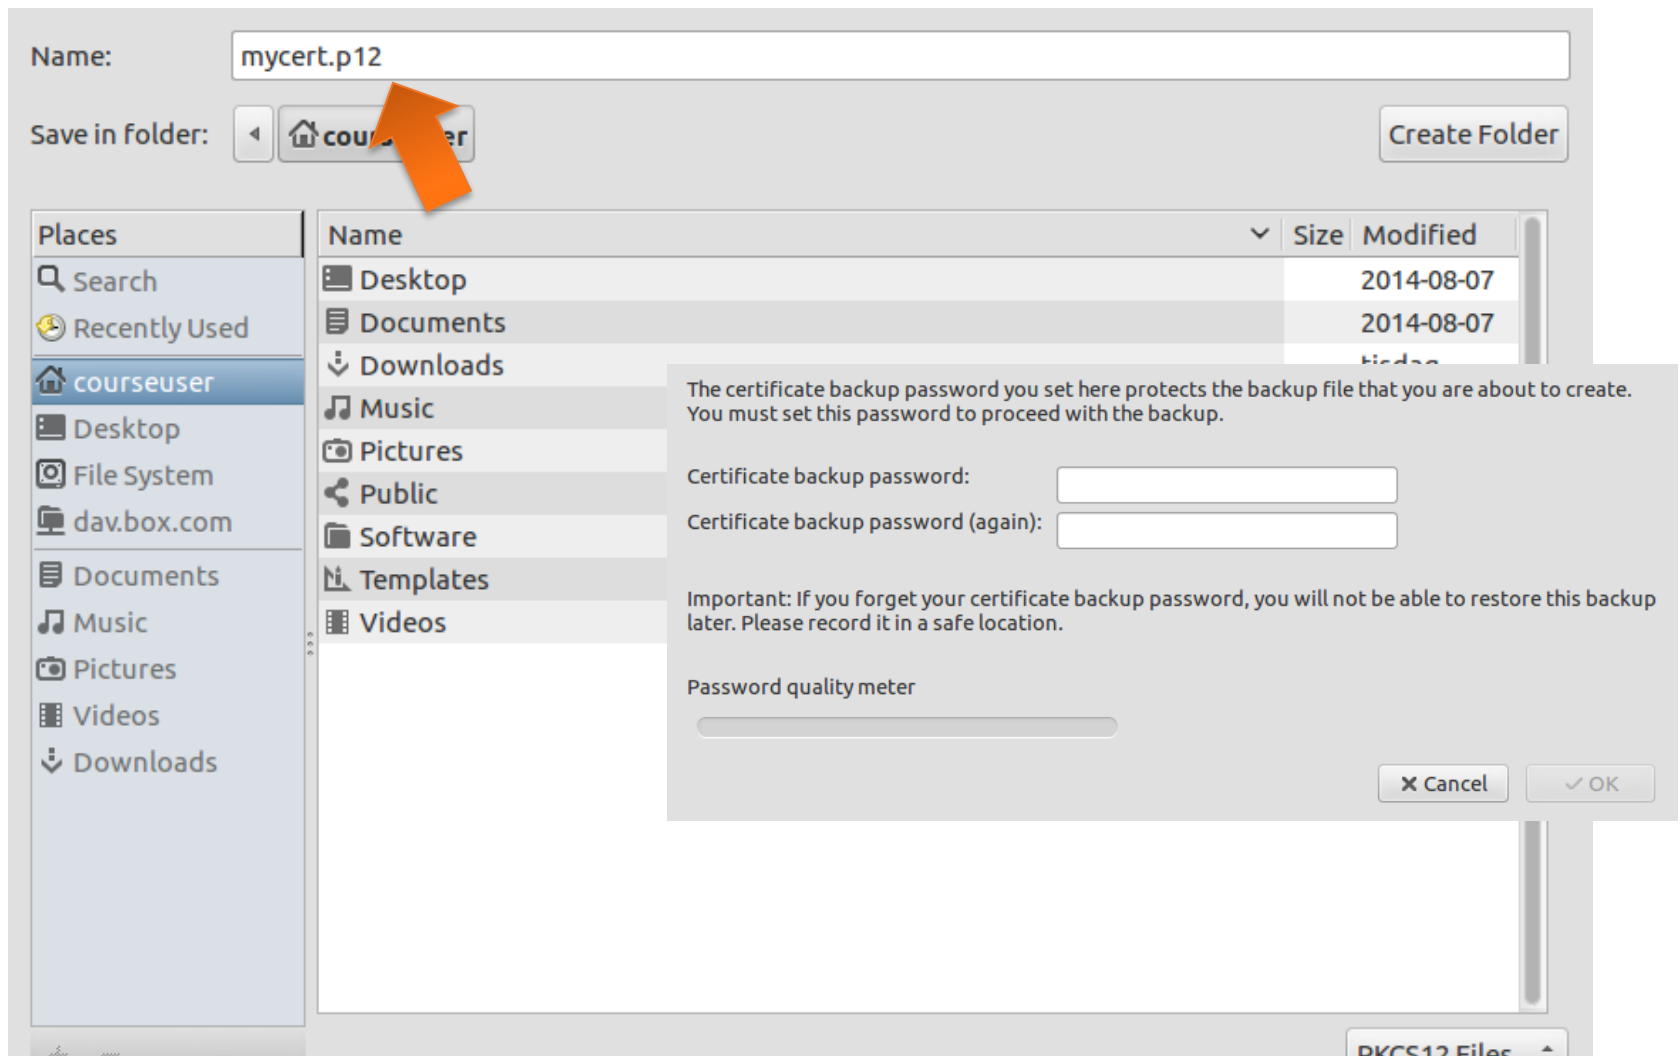 Name:
mycert.p12
Save in folder:
Create Folder
Places
Search
Recently Used
courseuser
Desktop
File System
dav.box.com
Documents
Music
Pictures
Videos
Downloads
Name Size Modified
Desktop 2014-08-07
Documents 2014-08-07
Downloads tisdag
Music
Pictures
Public
Software
Templates
Videos
The certificate backup password you set here protects the backup file that you are about to create.
You must set this password to proceed with the backup.
Certificate backup password:
Certificate backup password (again):
Important: If you forget your certificate backup password, you will not be able to restore this backup
later. Please record it in a safe location.
Password quality meter
Cancel OK
PKCS12 Files